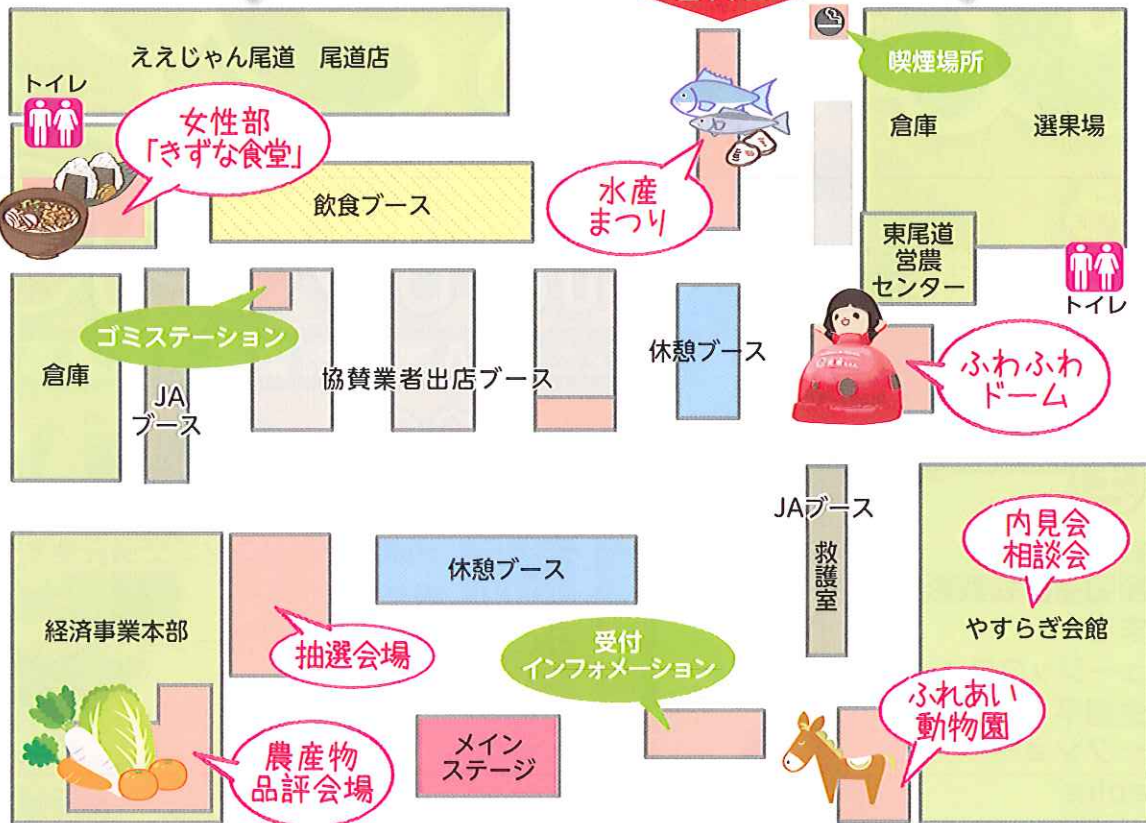 ええじゃん尾道 尾道店
トイレ
女性部
「きずな食堂」
飲食ブース
水産
まつり
喫煙場所
倉庫
選果場
東尾道
営農
センター
トイレ
ゴミステーション
倉庫
JA
ブース
協賛業者出店ブース
休憩ブース
ふわふわ
ドーム
JAブース
救護室
内見会
相談会
やすらぎ会館
休憩ブース
経済事業本部
抽選会場
受付
インフォメーション
ふれあい
動物園
農産物
品評会場
メイン
ステージ